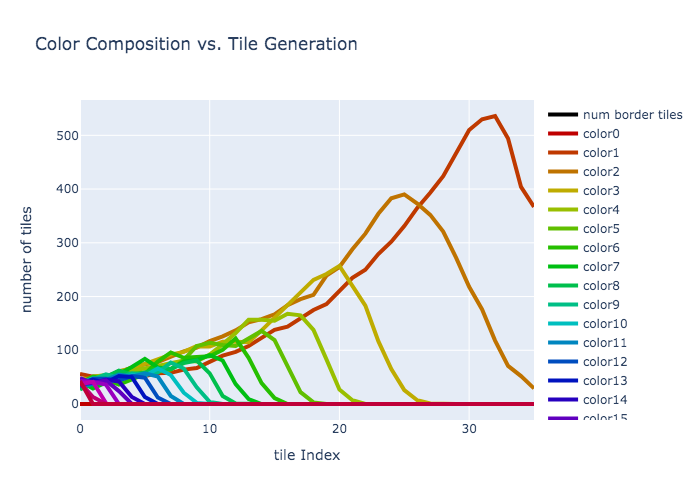 Color Composition vs. Tile Generation
number of tiles
500
400
300
200
100
0
0
10
20
30
tile Index
num border tiles
color0
color1
color2
color3
color4
color5
color6
color7
color8
color9
color10
color11
color12
color13
color14
color15